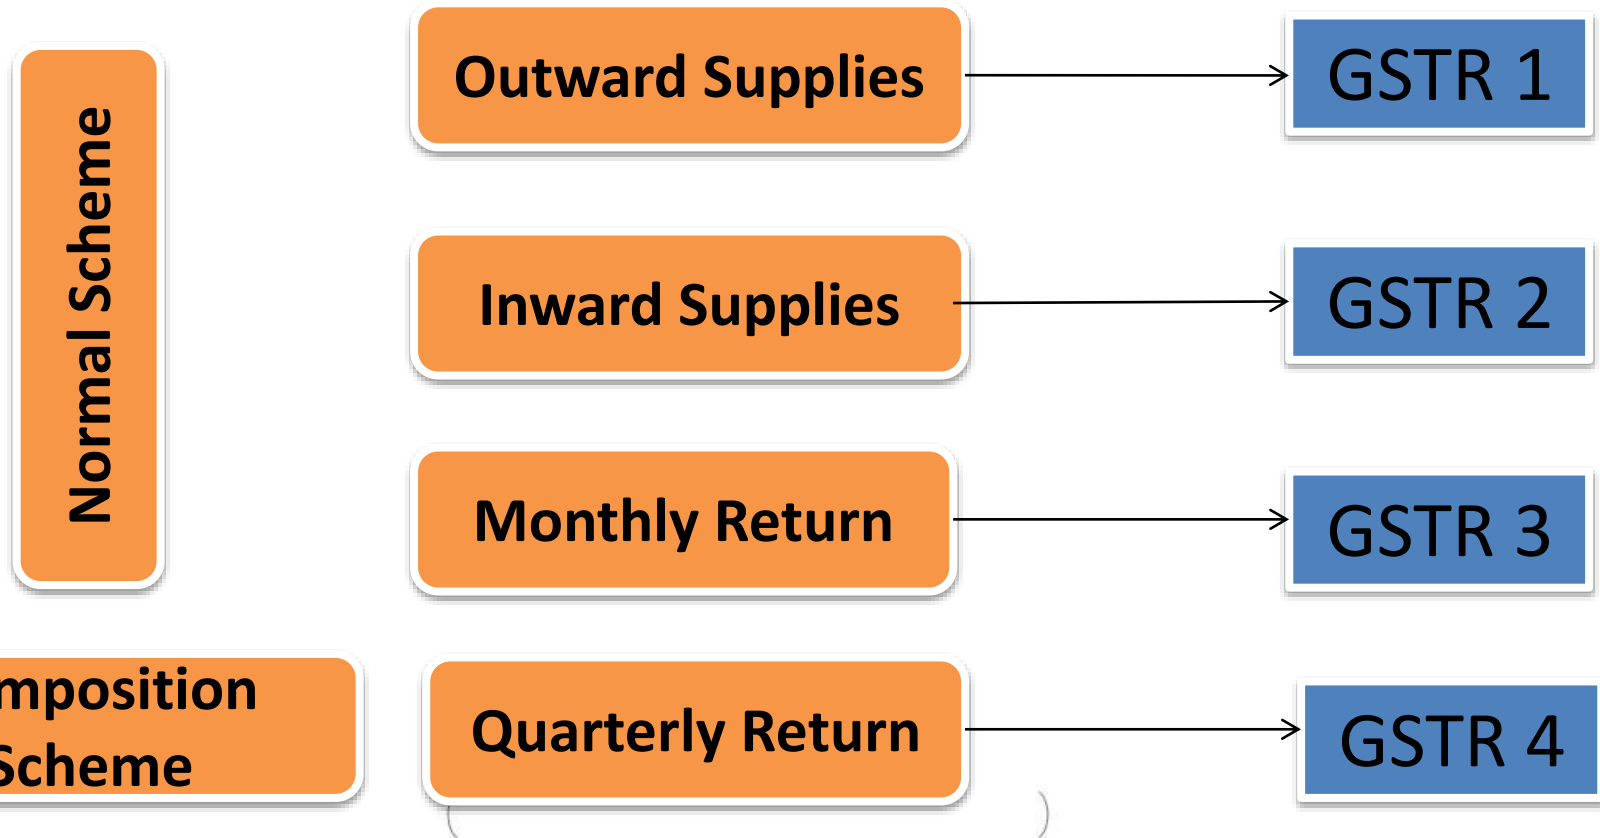 Normal Scheme
Outward Supplies
GSTR 1
Inward Supplies
GSTR 2
Monthly Return
GSTR 3
mposition
Scheme
Quarterly Return
GSTR 4